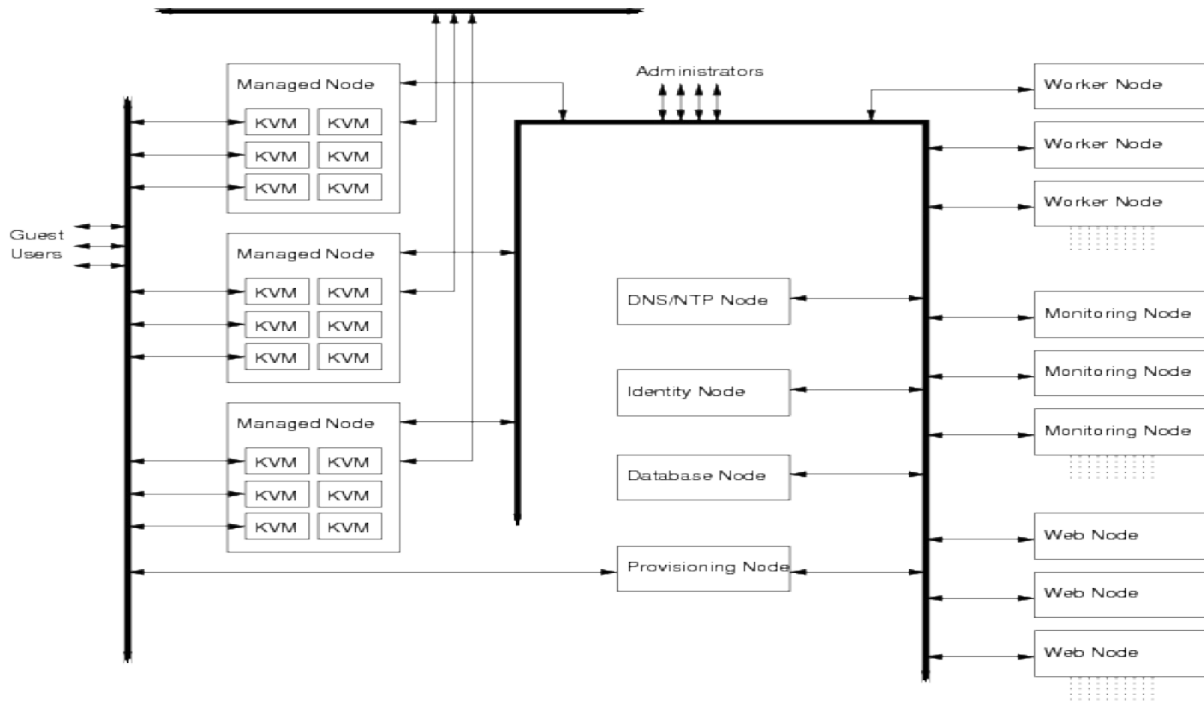 Administrators
Managed Node
KVM KVM
KVM KVM
KVM KVM
Guest
Users
Managed Node
KVM KVM
KVM KVM
KVM KVM
Managed Node
KVM KVM
KVM KVM
KVM KVM
DNS/NTP Node
Identity Node
Database Node
Provisioning Node
Worker Node
Worker Node
Worker Node
Monitoring Node
Monitoring Node
Monitoring Node
Web Node
Web Node
Web Node